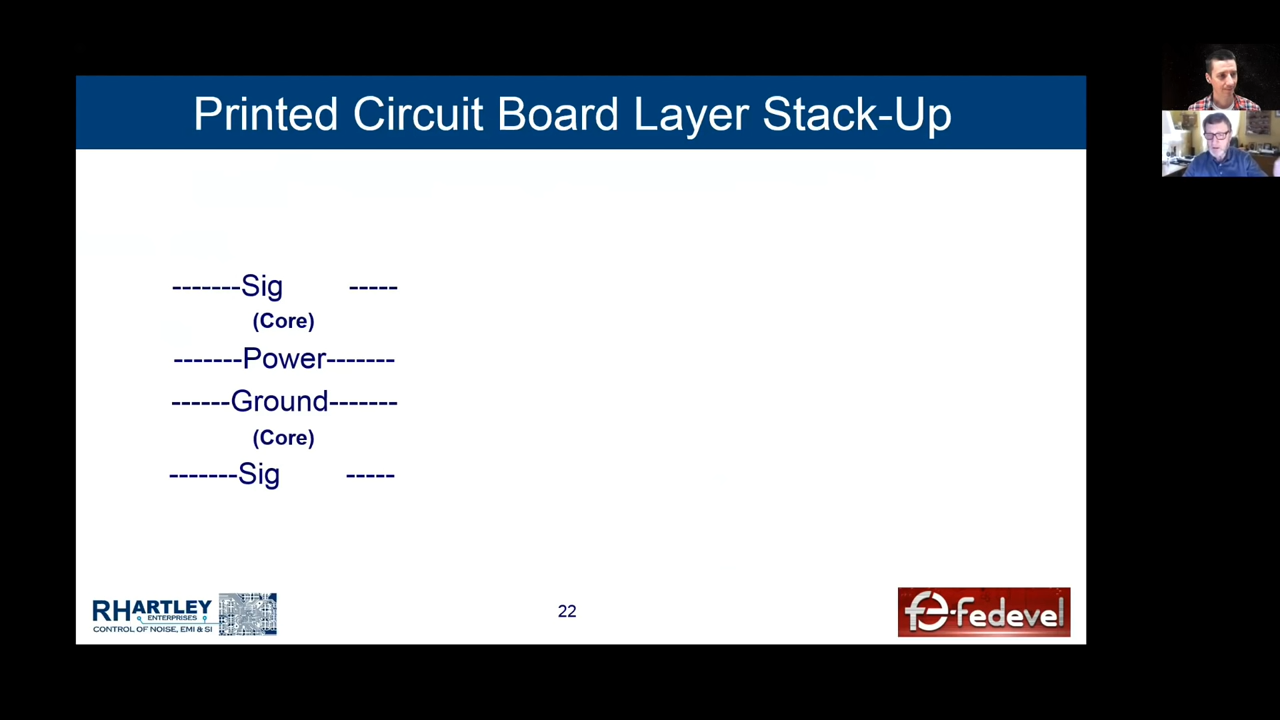 Printed Circuit Board Layer Stack-Up
-------Sig -----
(Core)
-------Power-------
------Ground-------
(Core)
-------Sig -----
RHARTLEY
ENTERPRISES
CONTROL OF NOISE, EMI & SI
22
fedevel